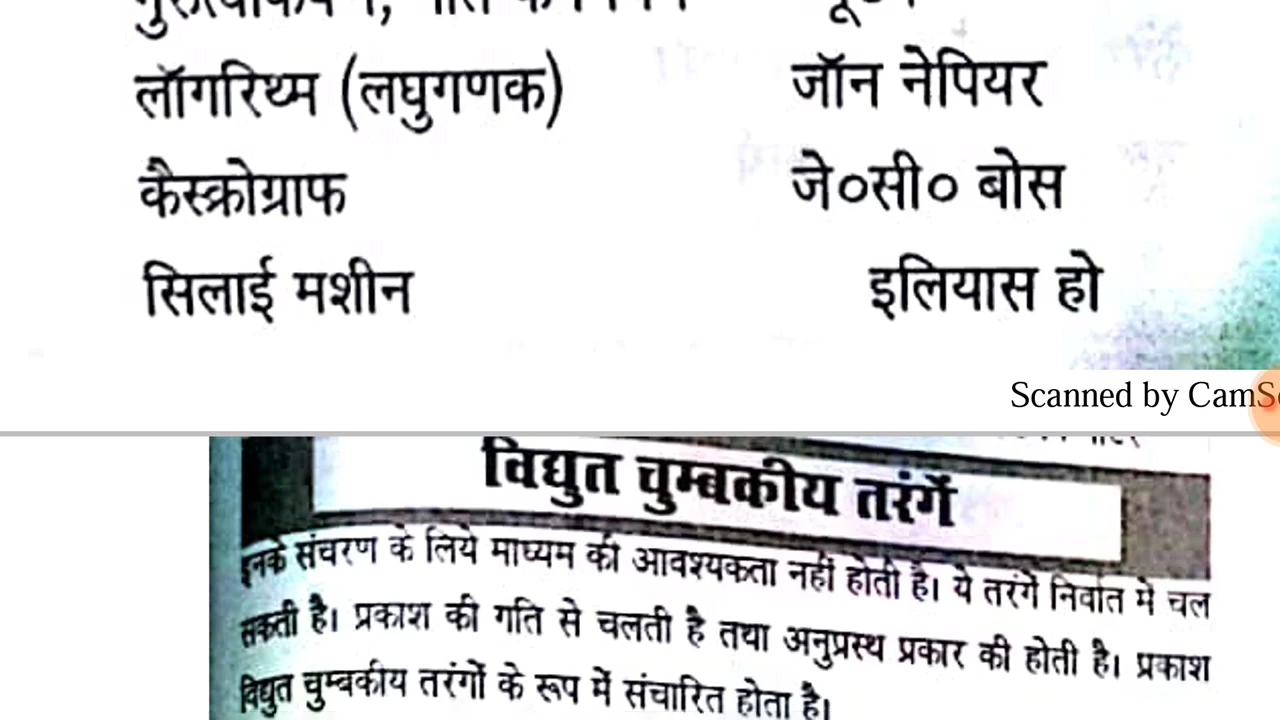 लॉगरिथ्म (लघुगणक) जॉन नेपियर
कैस्क्रोग्राफ जे०सी० बोस
सिलाई मशीन इलियास हो
Scanned by
विद्युत चुम्बकीय तरंगें
इनके संचरण के लिये माध्यम की आवश्यकता नहीं होती है। ये तरंगें निर्वात में चल
सकती है। प्रकाश की गति से चलती है तथा अनुप्रस्थ प्रकार की होती है। प्रकाश
विद्युत चुम्बकीय तरंगों के रूप में संचारित होता है।